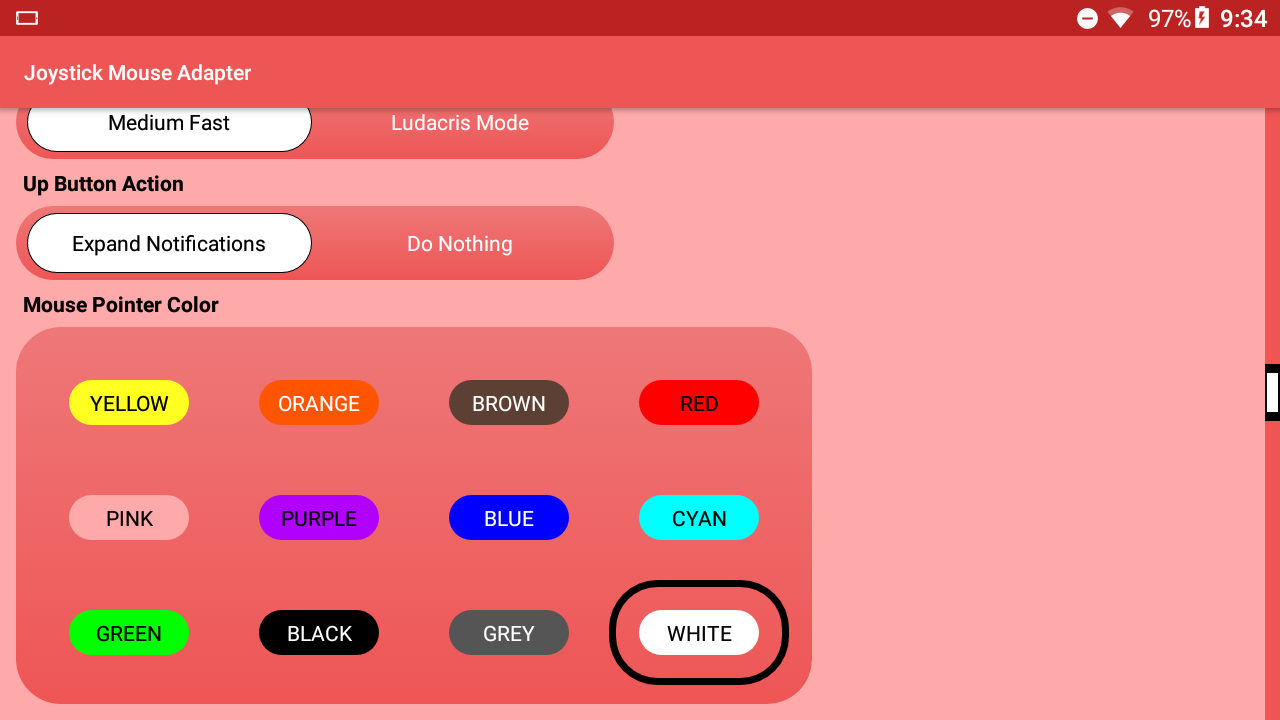 97% 9:34
Joystick Mouse Adapter
Medium Fast Ludacris Mode
Up Button Action
Expand Notifications Do Nothing
Mouse Pointer Color
YELLOW ORANGE BROWN RED
PINK PURPLE BLUE CYAN
GREEN BLACK GREY WHITE